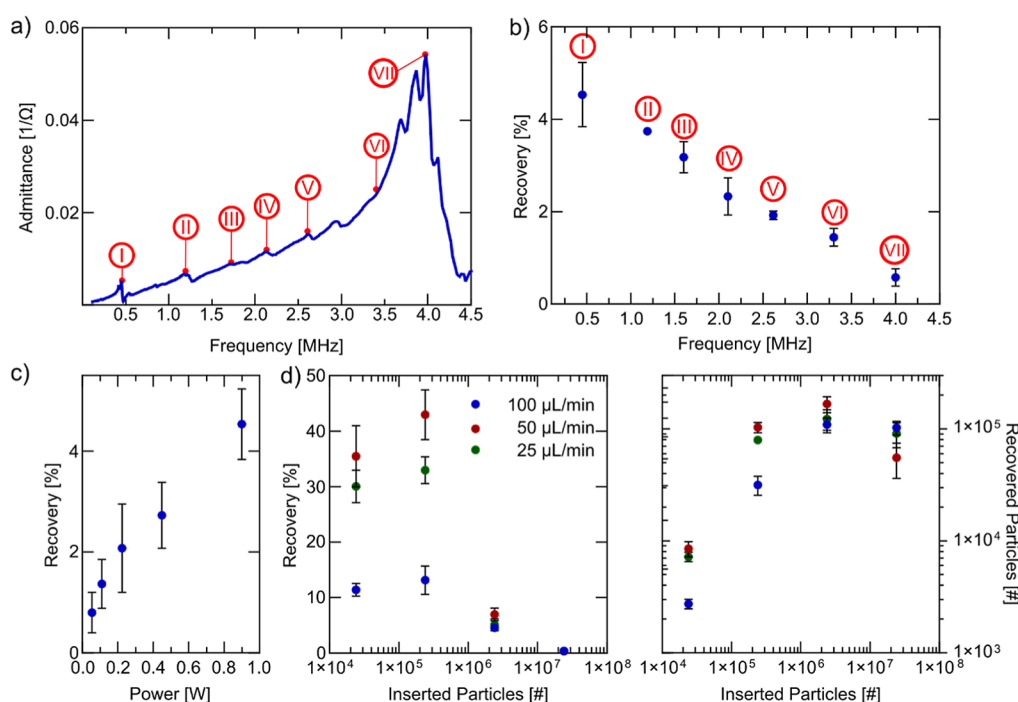 a)
0.06
0.04
0.02
Admittance [1/Ω]
I
II
III
IV
V
VI
VII
0.5 1.0 1.5 2.0 2.5 3.0 3.5 4.0 4.5
Frequency [MHz]
b)
6
4
2
0
Recovery [%]
I
II
III
IV
V
VI
VII
0.5 1.0 1.5 2.0 2.5 3.0 3.5 4.0 4.5
Frequency [MHz]
c)
4
2
0
Recovery [%]
0.0 0.2 0.4 0.6 0.8 1.0
Power [W]
d)
50
40
30
20
10
0
Recovery [%]
100 µL/min
50 µL/min
25 µL/min
1×10⁴ 1×10⁵ 1×10⁶ 1×10⁷ 1×10⁸
Inserted Particles [#]
1×10⁵
1×10⁴
1×10³
Recovered Particles [#]
1×10⁴ 1×10⁵ 1×10⁶ 1×10⁷ 1×10⁸
Inserted Particles [#]